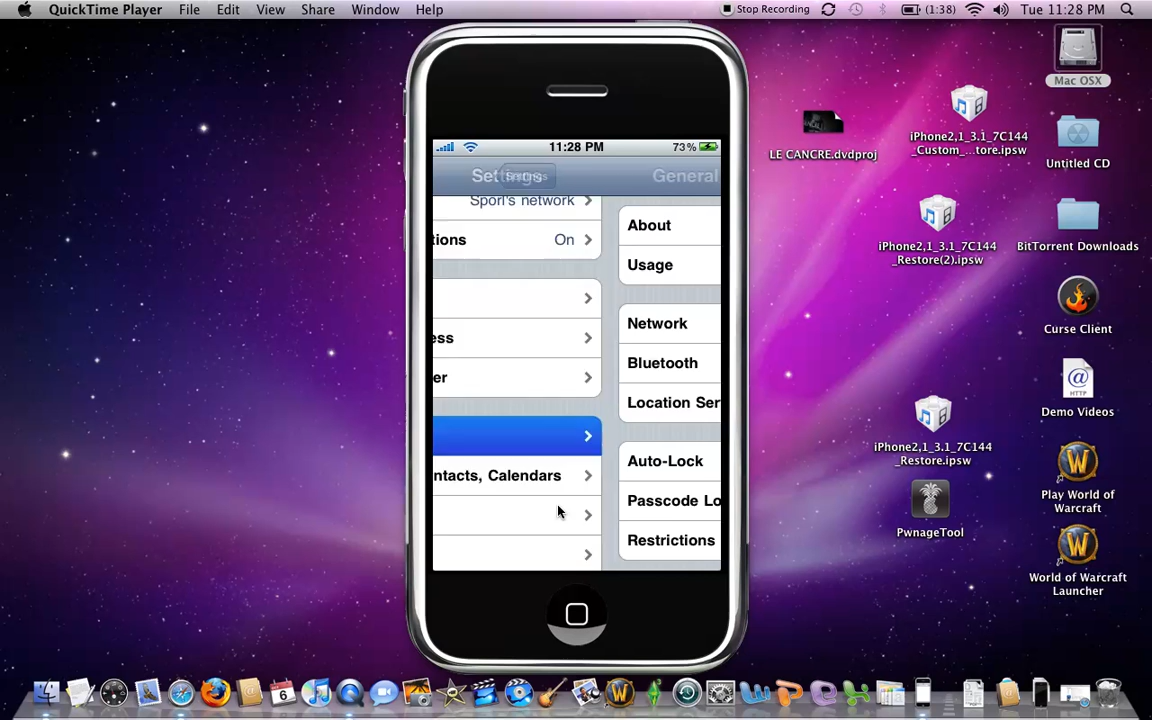 QuickTime Player File Edit View Share Window Help Stop Recording (1:38) Tue 11:28 PM
11:28 PM 73%
Settings General
Sporl's network
tions On
ess
er
ntacts, Calendars
About
Usage
Network
Bluetooth
Location Ser
Auto-Lock
Passcode Lo
Restrictions
LE CANCRE.dvdproj
iPhone2,1_3.1_7C144
_Custom_...tore.ipsw
iPhone2,1_3.1_7C144
_Restore(2).ipsw
iPhone2,1_3.1_7C144
_Restore.ipsw
PwnageTool
Mac OSX
Untitled CD
BitTorrent Downloads
Curse Client
@
HTTP
Demo Videos
Play World of
Warcraft
World of Warcraft
Launcher
6